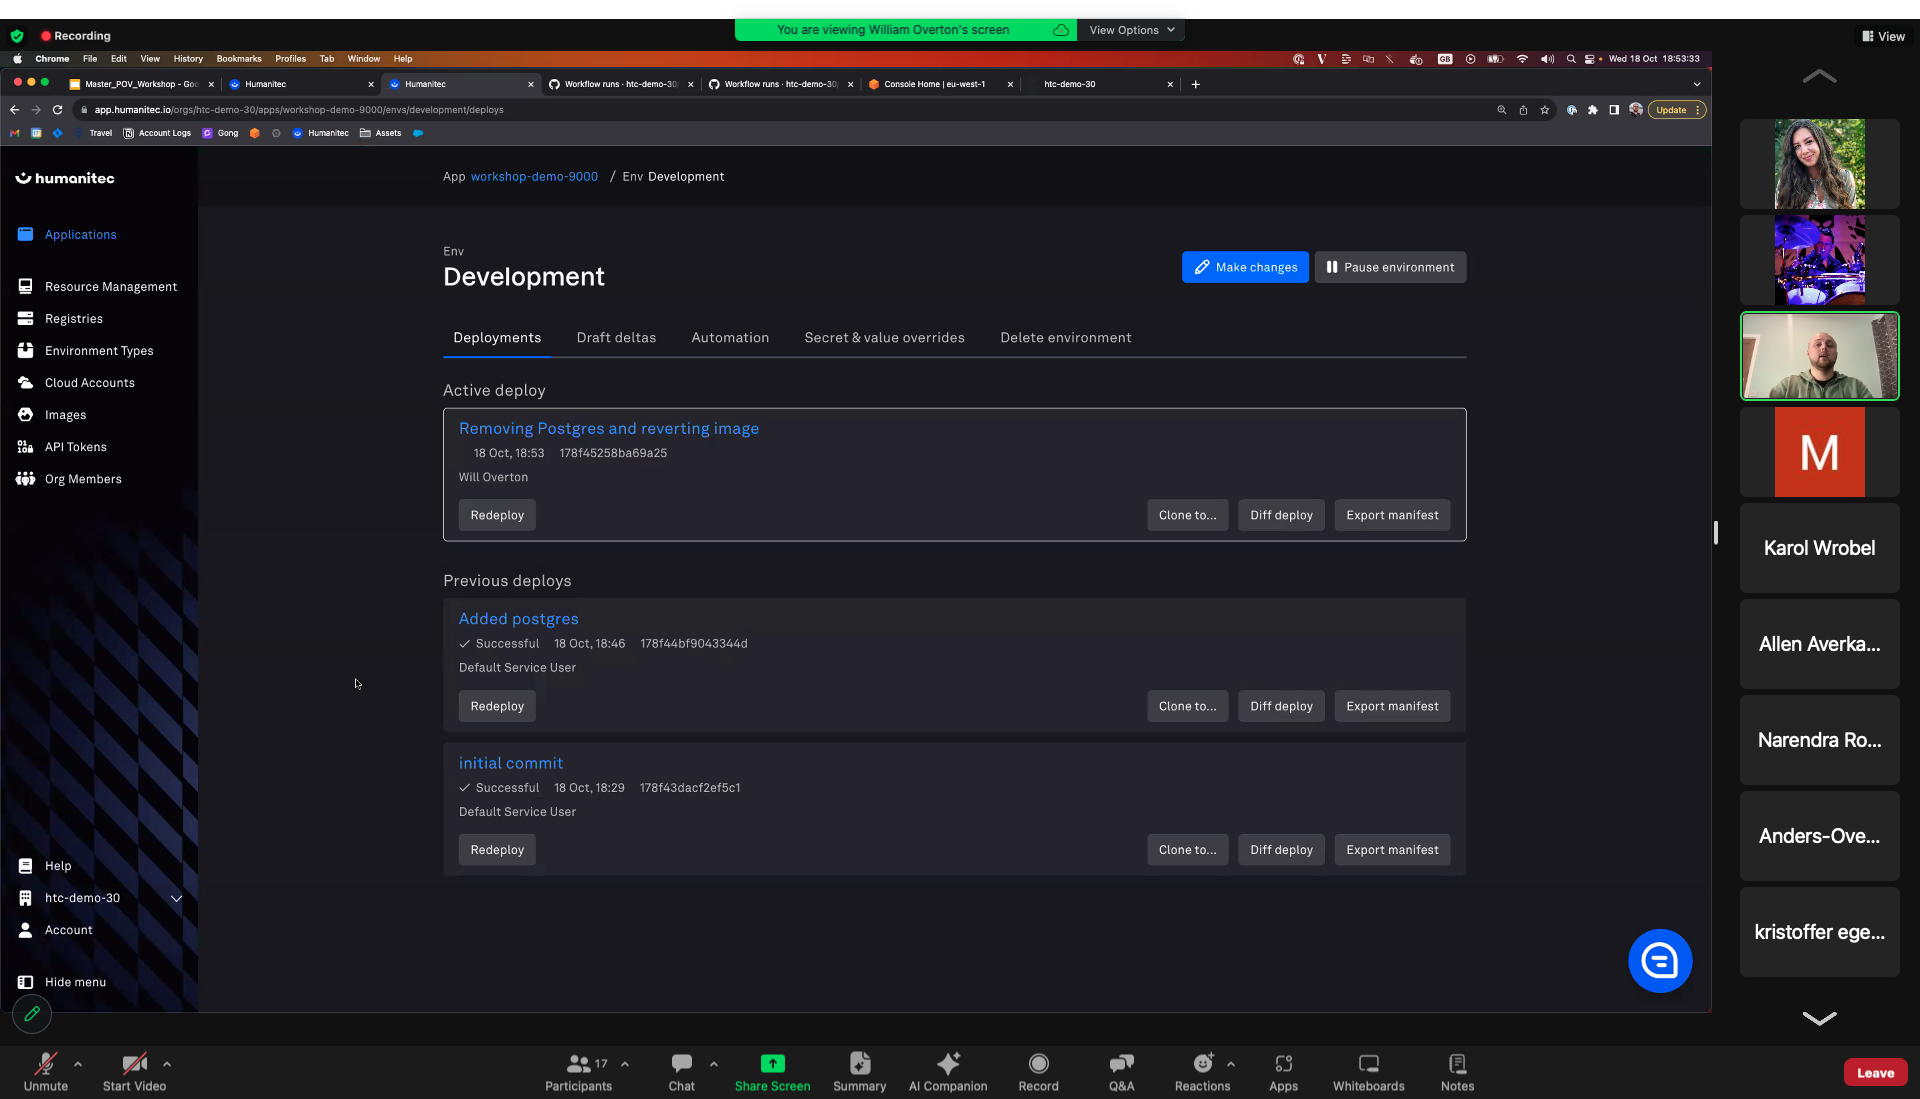 Recording
You are viewing William Overton's screen
View Options
View
Chrome File Edit View History Bookmarks Profiles Tab Window Help
GB
Wed 18 Oct 18:53:33
Master_POV_Workshop - Goo
Humanitec
Humanitec
Workflow runs · htc-demo-30/
Workflow runs · htc-demo-30/
Console Home | eu-west-1
htc-demo-30
app.humanitec.io/orgs/htc-demo-30/apps/workshop-demo-9000/envs/development/deploys
Update
Travel Account Logs Gong Humanitec Assets
humanitec
Applications
Resource Management
Registries
Environment Types
Cloud Accounts
Images
API Tokens
Org Members
Help
htc-demo-30
Account
Hide menu
App workshop-demo-9000 / Env Development
Env
Development
Make changes
Pause environment
Deployments Draft deltas Automation Secret & value overrides Delete environment
Active deploy
Removing Postgres and reverting image
18 Oct, 18:53 178f45258ba69a25
Will Overton
Redeploy Clone to... Diff deploy Export manifest
Previous deploys
Added postgres
Successful 18 Oct, 18:46 178f44bf9043344d
Default Service User
Redeploy Clone to... Diff deploy Export manifest
initial commit
Successful 18 Oct, 18:29 178f43dacf2ef5c1
Default Service User
Redeploy Clone to... Diff deploy Export manifest
M
Karol Wrobel
Allen Averka...
Narendra Ro...
Anders-Ove...
kristoffer ege...
Unmute
Start Video
17
Participants
Chat
Share Screen
Summary
AI Companion
Record
Q&A
Reactions
Apps
Whiteboards
Notes
Leave